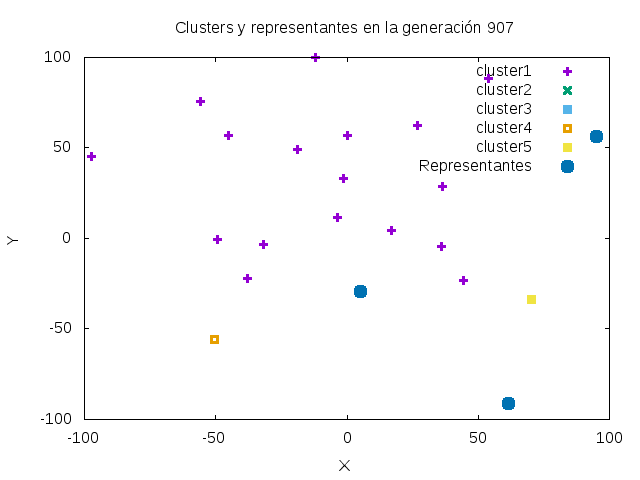 Clusters y representantes en la generación 907
100
50
0
-50
-100
-100
-50
0
50
100
Y
X
cluster1
cluster2
cluster3
cluster4
cluster5
Representantes